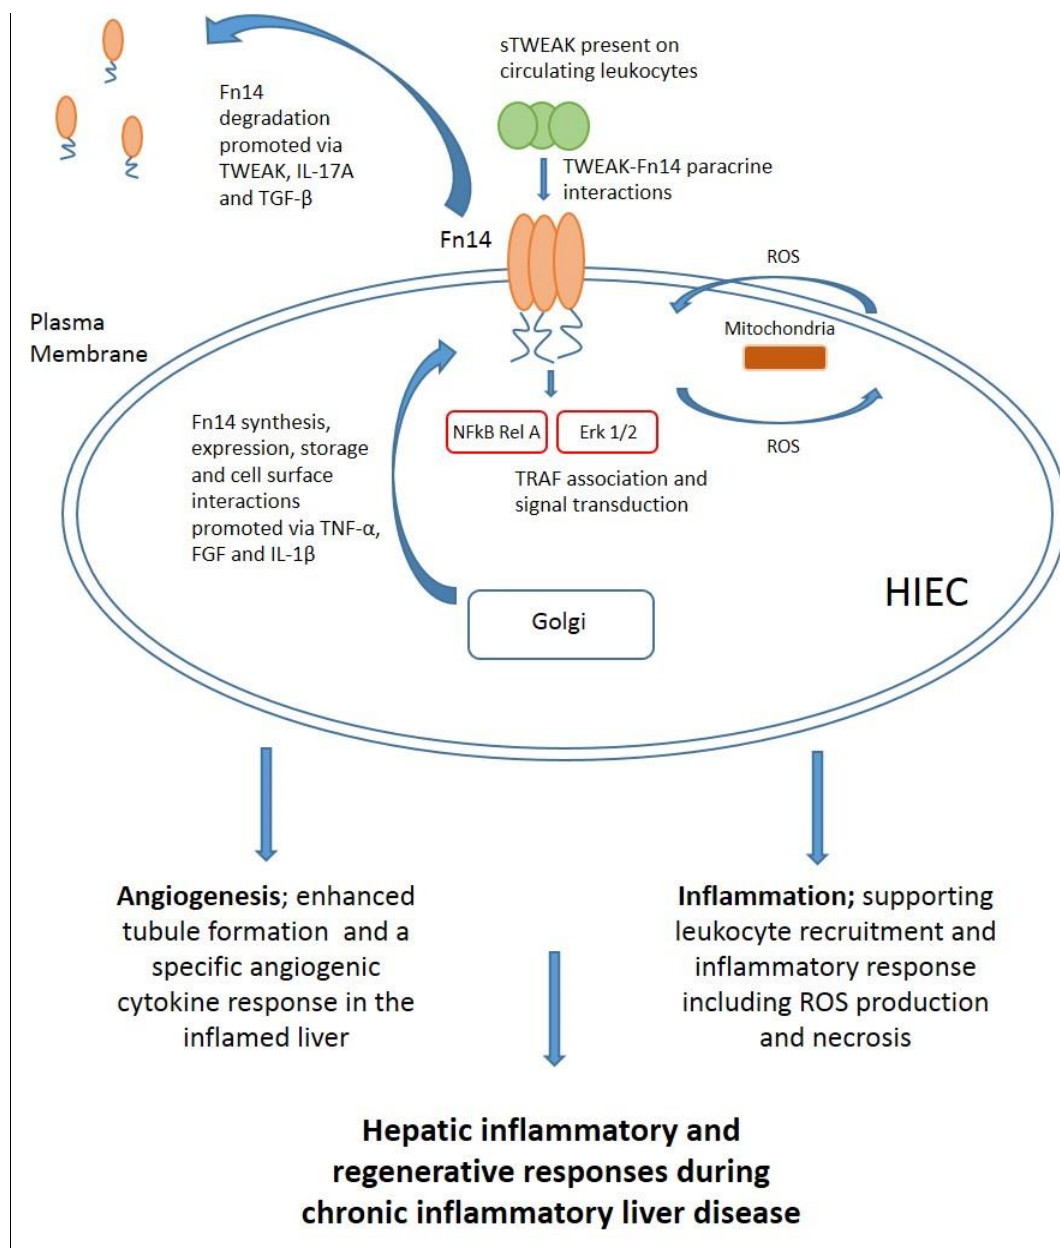 sTWEAK present on
circulating leukocytes
Fn14
degradation
promoted via
TWEAK, IL-17A
and TGF-β
TWEAK-Fn14 paracrine
interactions
Fn14
ROS
Plasma
Membrane
Mitochondria
Fn14 synthesis,
expression, storage
and cell surface
interactions
promoted via TNF-α,
FGF and IL-1β
NFkB Rel A
Erk 1/2
ROS
TRAF association and
signal transduction
HIEC
Golgi
Angiogenesis; enhanced
tubule formation and a
specific angiogenic
cytokine response in the
inflamed liver
Inflammation; supporting
leukocyte recruitment and
inflammatory response
including ROS production
and necrosis
Hepatic inflammatory and
regenerative responses during
chronic inflammatory liver disease